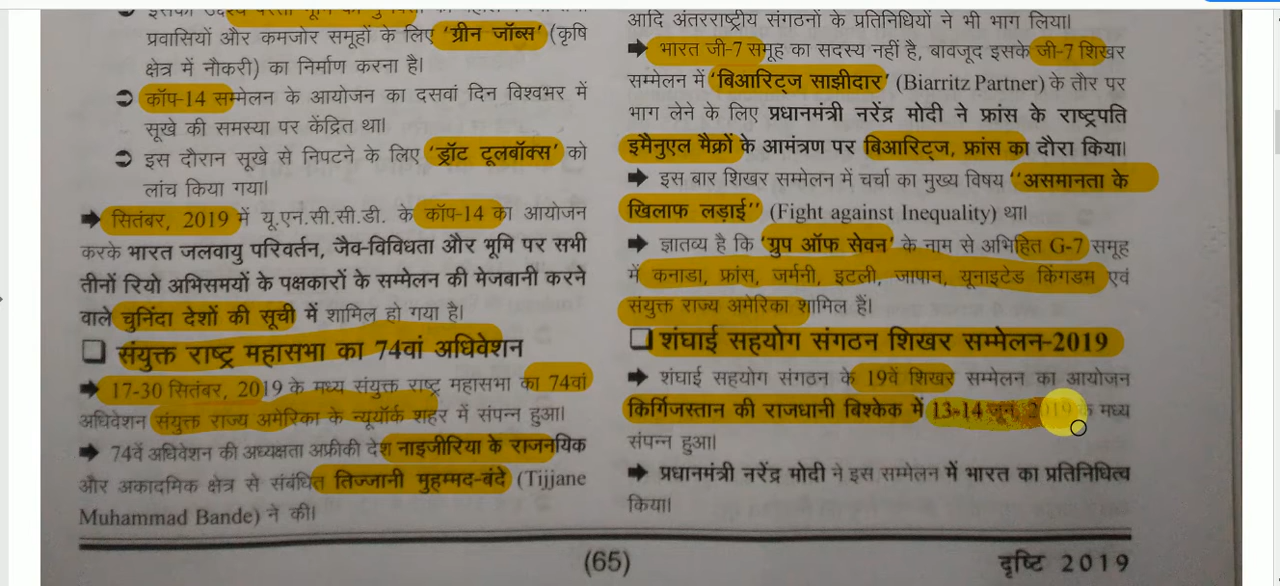 प्रवासियों और कमजोर समूहों के लिए 'ग्रीन जॉब्स' (कृषि
क्षेत्र में नौकरी) का निर्माण करना है।
कॉप-14 सम्मेलन के आयोजन का दसवां दिन विश्वभर में
सूखे की समस्या पर केंद्रित था।
इस दौरान सूखे से निपटने के लिए 'ड्रॉट टूलबॉक्स' को
लांच किया गया।
सितंबर, 2019 में यू.एन.सी.सी.डी. के कॉप-14 का आयोजन
करके भारत जलवायु परिवर्तन, जैव-विविधता और भूमि पर सभी
तीनों रियो अभिसमयों के पक्षकारों के सम्मेलन की मेजबानी करने
वाले चुनिंदा देशों की सूची में शामिल हो गया है।
❑ संयुक्त राष्ट्र महासभा का 74वां अधिवेशन
17-30 सितंबर, 2019 के मध्य संयुक्त राष्ट्र महासभा का 74वां
अधिवेशन संयुक्त राज्य अमेरिका के न्यूयॉर्क शहर में संपन्न हुआ।
74वें अधिवेशन की अध्यक्षता अफ्रीकी देश नाइजीरिया के राजनयिक
और अकादमिक क्षेत्र से संबंधित तिज्जानी मुहम्मद-बंदे (Tijjane
Muhammad Bande) ने की।
आदि अंतरराष्ट्रीय संगठनों के प्रतिनिधियों ने भी भाग लिया।
भारत जी-7 समूह का सदस्य नहीं है, बावजूद इसके जी-7 शिखर
सम्मेलन में 'बिआरिट्ज साझीदार' (Biarritz Partner) के तौर पर
भाग लेने के लिए प्रधानमंत्री नरेंद्र मोदी ने फ्रांस के राष्ट्रपति
इमैनुएल मैक्रों के आमंत्रण पर बिआरिट्ज, फ्रांस का दौरा किया।
इस बार शिखर सम्मेलन में चर्चा का मुख्य विषय "असमानता के
खिलाफ लड़ाई" (Fight against Inequality) था।
ज्ञातव्य है कि 'ग्रुप ऑफ सेवन' के नाम से अभिहित G-7 समूह
में कनाडा, फ्रांस, जर्मनी, इटली, जापान, यूनाइटेड किंगडम एवं
संयुक्त राज्य अमेरिका शामिल हैं।
❑ शंघाई सहयोग संगठन शिखर सम्मेलन-2019
शंघाई सहयोग संगठन के 19वें शिखर सम्मेलन का आयोजन
किर्गिजस्तान की राजधानी बिश्केक में 13-14 जून, 2019 के मध्य
संपन्न हुआ।
प्रधानमंत्री नरेंद्र मोदी ने इस सम्मेलन में भारत का प्रतिनिधित्व
किया।
(65)
दृष्टि 2019